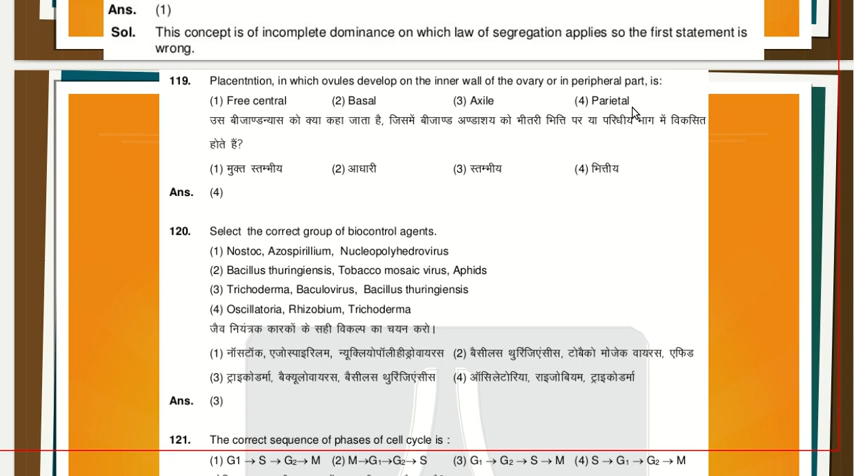 Ans. (1)
Sol. This concept is of incomplete dominance on which law of segregation applies so the first statement is
wrong.
119. Placentntion, in which ovules develop on the inner wall of the ovary or in peripheral part, is:
(1) Free central (2) Basal (3) Axile (4) Parietal
उस बीजाण्डन्यास को क्या कहा जाता है, जिसमें बीजाण्ड अण्डाशय की भीतरी भित्ति पर या परिधीय भाग में विकसित
होते हैं?
(1) मुक्त स्तम्भीय (2) आधारी (3) स्तम्भीय (4) भित्तीय
Ans. (4)
120. Select the correct group of biocontrol agents.
(1) Nostoc, Azospirillium, Nucleopolyhedrovirus
(2) Bacillus thuringiensis, Tobacco mosaic virus, Aphids
(3) Trichoderma, Baculovirus, Bacillus thuringiensis
(4) Oscillatoria, Rhizobium, Trichoderma
जैव नियंत्रक कारकों के सही विकल्प का चयन करो।
(1) नॉसटॉक, एजोस्पाइरिलम, न्यूक्लियोपॉलीहीड्रोवायरस (2) बैसीलस थुरिंजिएंसीस, टोबैको मोजेक वायरस, एफिड
(3) ट्राइकोडर्मा, बैक्यूलोवायरस, बैसीलस थुरिंजिएंसीस (4) ऑसिलेटोरिया, राइजोबियम, ट्राइकोडर्मा
Ans. (3)
121. The correct sequence of phases of cell cycle is :
(1) G1 → S → G₂→ M (2) M→G₁→G₂→ S (3) G₁ → G₂ → S → M (4) S → G₁ → G₂ → M